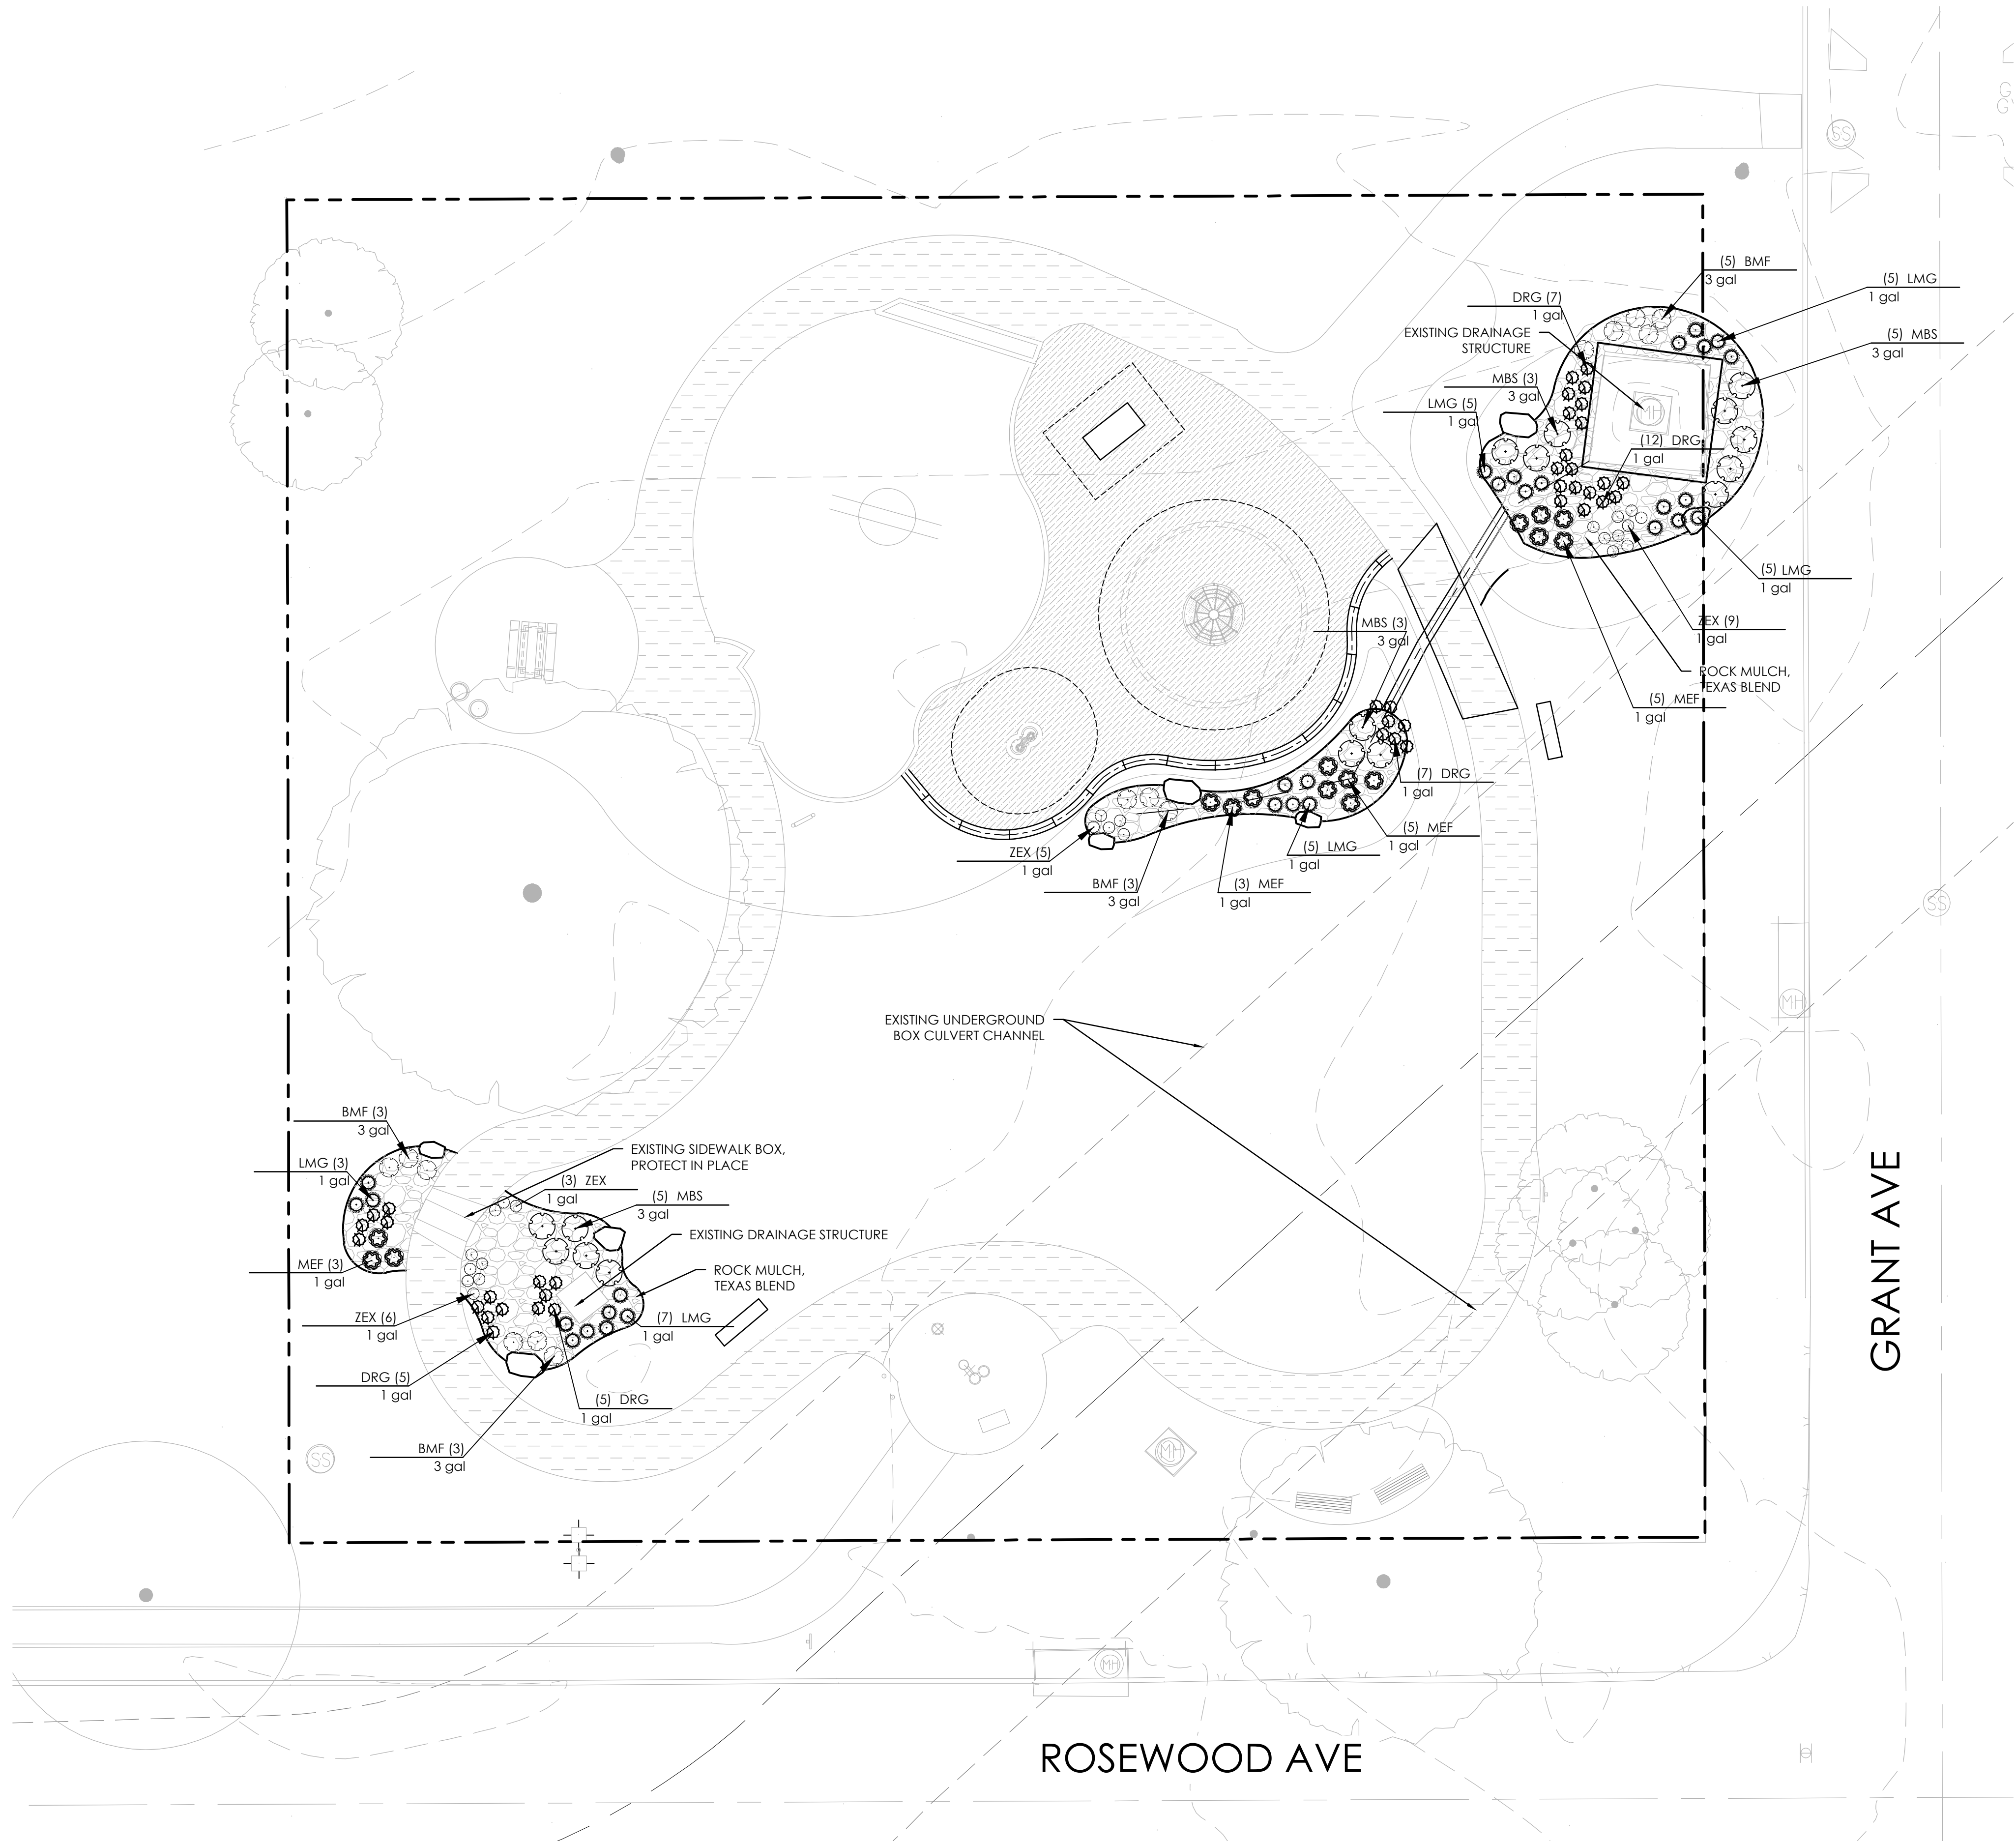 SS
(5) BMF
3 gal
(5) LMG
1 gal
DRG (7)
1 gal
EXISTING DRAINAGE
STRUCTURE
(5) MBS
3 gal
MBS (3)
3 gal
LMG (5)
1 gal
MH
(12) DRG
1 gal
(5) LMG
1 gal
ZEX (9)
1 gal
ROCK MULCH,
TEXAS BLEND
(5) MEF
1 gal
MBS (3)
3 gal
(7) DRG
1 gal
(5) MEF
1 gal
(5) LMG
1 gal
ZEX (5)
1 gal
BMF (3)
3 gal
(3) MEF
1 gal
SS
MH
EXISTING UNDERGROUND
BOX CULVERT CHANNEL
BMF (3)
3 gal
LMG (3)
1 gal
EXISTING SIDEWALK BOX,
PROTECT IN PLACE
(3) ZEX
1 gal
(5) MBS
3 gal
EXISTING DRAINAGE STRUCTURE
MEF (3)
1 gal
ROCK MULCH,
TEXAS BLEND
ZEX (6)
1 gal
(7) LMG
1 gal
DRG (5)
1 gal
(5) DRG
1 gal
BMF (3)
3 gal
SS
MH
GRANT AVE
MH
ROSEWOOD AVE